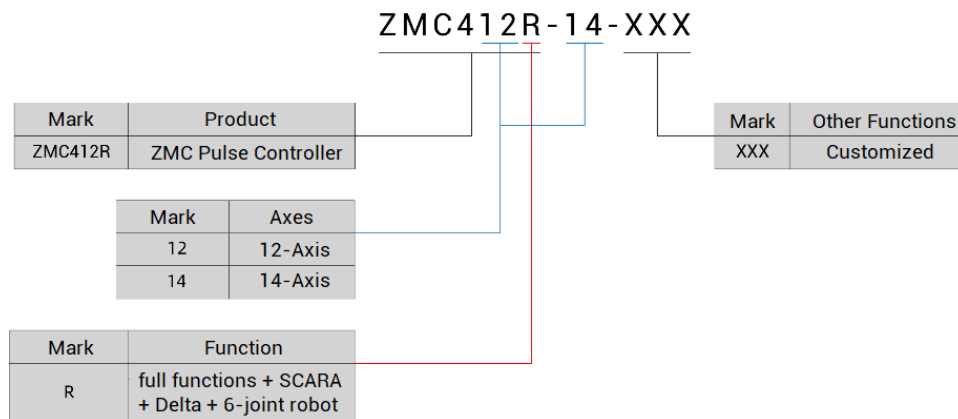 ZMC412R-14-XXX
Mark Product
ZMC412R ZMC Pulse Controller
Mark Other Functions
XXX Customized
Mark Axes
12 12-Axis
14 14-Axis
Mark Function
R full functions + SCARA
+ Delta + 6-joint robot